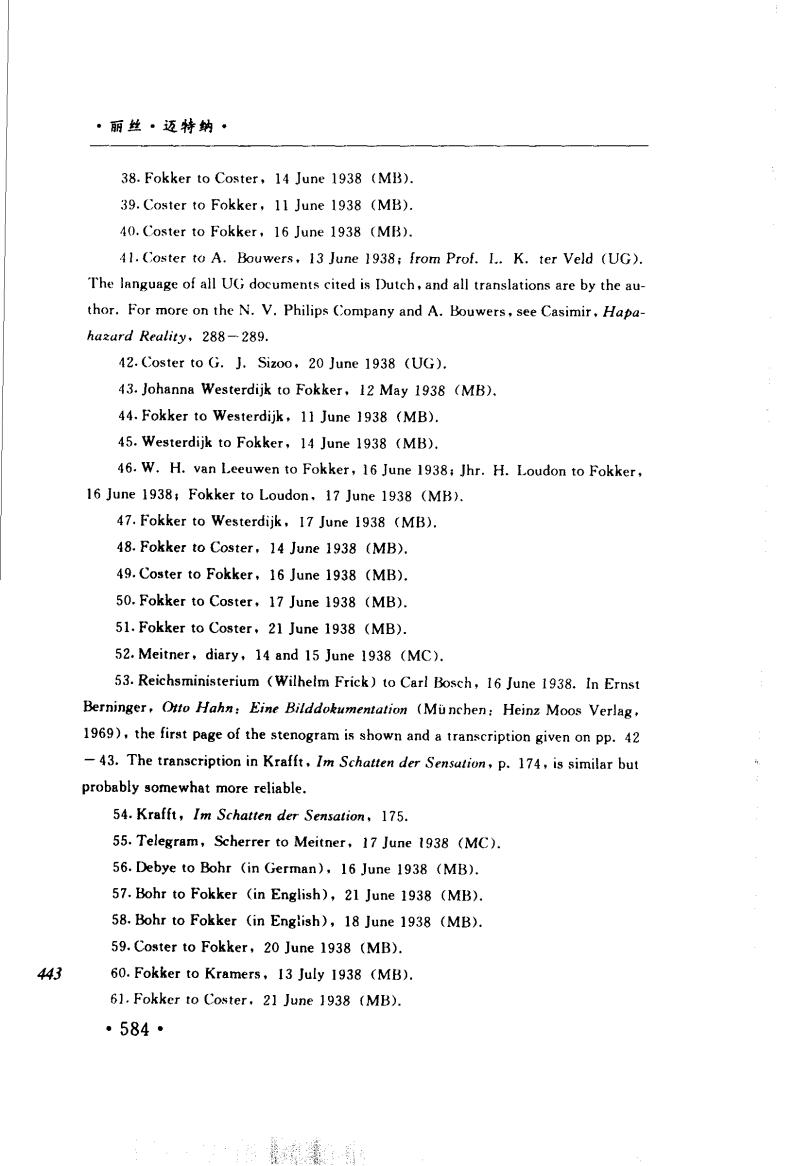 ·丽丝·迈特纳·
38. Fokker to Coster, 14 June 1938 (MB).
39. Coster to Fokker, 11 June 1938 (MB).
40. Coster to Fokker, 16 June 1938 (MB).
41. Coster to A. Bouwers, 13 June 1938; from Prof. L. K. ter Veld (UG).
The language of all UG documents cited is Dutch, and all translations are by the au-
thor. For more on the N. V. Philips Company and A. Bouwers, see Casimir, Hapa-
hazard Reality, 288-289.
42. Coster to G. J. Sizoo, 20 June 1938 (UG).
43. Johanna Westerdijk to Fokker, 12 May 1938 (MB).
44. Fokker to Westerdijk, 11 June 1938 (MB).
45. Westerdijk to Fokker, 14 June 1938 (MB).
46. W. H. van Leeuwen to Fokker, 16 June 1938; Jhr. H. Loudon to Fokker,
16 June 1938; Fokker to Loudon, 17 June 1938 (MB).
47. Fokker to Westerdijk, 17 June 1938 (MB).
48. Fokker to Coster, 14 June 1938 (MB).
49. Coster to Fokker, 16 June 1938 (MB).
50. Fokker to Coster, 17 June 1938 (MB).
51. Fokker to Coster, 21 June 1938 (MB).
52. Meitner, diary, 14 and 15 June 1938 (MC).
53. Reichsministerium (Wilhelm Frick) to Carl Bosch, 16 June 1938. In Ernst
Berninger, Otto Hahn: Eine Bilddokumentation (München: Heinz Moos Verlag,
1969), the first page of the stenogram is shown and a transcription given on pp. 42
-43. The transcription in Krafft, Im Schatten der Sensation, p. 174, is similar but
probably somewhat more reliable.
54. Krafft, Im Schatten der Sensation, 175.
55. Telegram, Scherrer to Meitner, 17 June 1938 (MC).
56. Debye to Bohr (in German), 16 June 1938 (MB).
57. Bohr to Fokker (in English), 21 June 1938 (MB).
58. Bohr to Fokker (in English), 18 June 1938 (MB).
59. Coster to Fokker, 20 June 1938 (MB).
443 60. Fokker to Kramers, 13 July 1938 (MB).
61. Fokker to Coster, 21 June 1938 (MB).
·584·